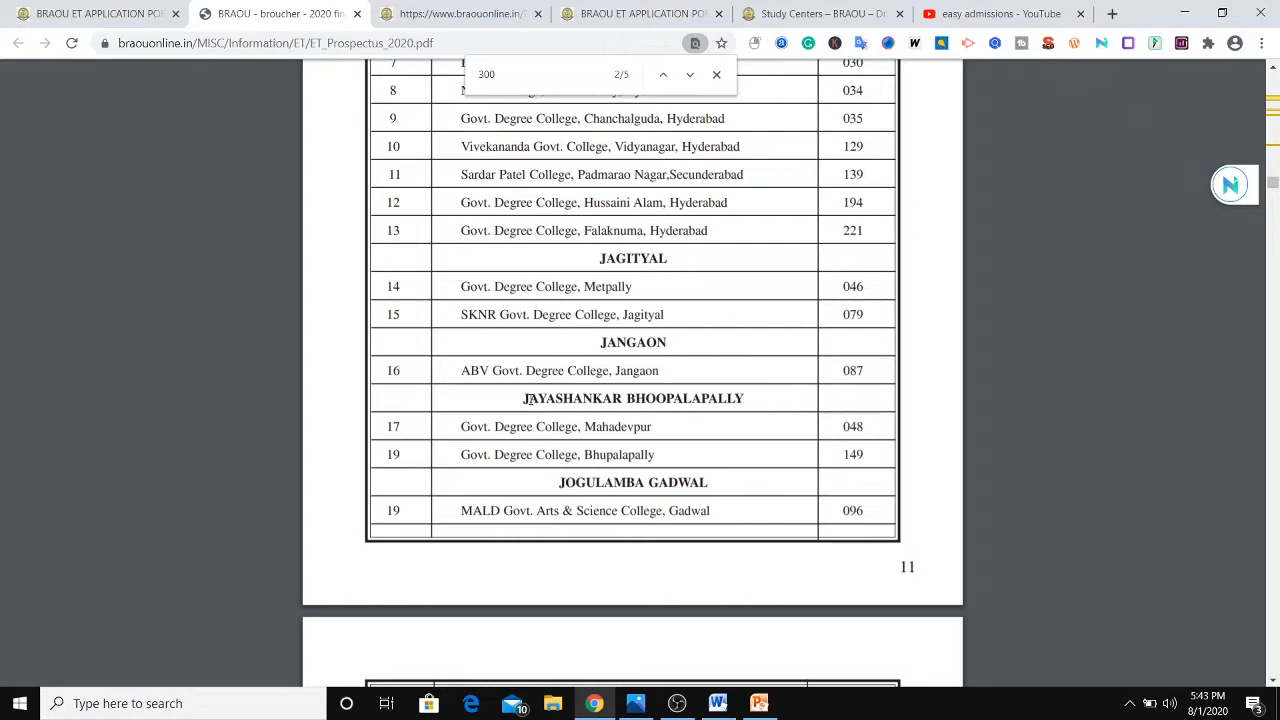 BRAOU ET APPLICATION POE
BRAOU - broucher - 2020 fin
https://www.braouonline.in/E
BRAOU ET APPLICATION POE
Study Centers – BRAOU – Dr
easy admissions - YouTube
braouonline.in/MISC/Informatin/ET/ET_Prospectus_2020.pdf
300 2/5
7 030
8 034
9 Govt. Degree College, Chanchalguda, Hyderabad 035
10 Vivekananda Govt. College, Vidyanagar, Hyderabad 129
11 Sardar Patel College, Padmarao Nagar,Secunderabad 139
12 Govt. Degree College, Hussaini Alam, Hyderabad 194
13 Govt. Degree College, Falaknuma, Hyderabad 221
JAGITYAL
14 Govt. Degree College, Metpally 046
15 SKNR Govt. Degree College, Jagityal 079
JANGAON
16 ABV Govt. Degree College, Jangaon 087
JAYASHANKAR BHOOPALAPALLY
17 Govt. Degree College, Mahadevpur 048
19 Govt. Degree College, Bhupalapally 149
JOGULAMBA GADWAL
19 MALD Govt. Arts & Science College, Gadwal 096
11
Type here to search
10
5:43 PM
8/1/2020
3